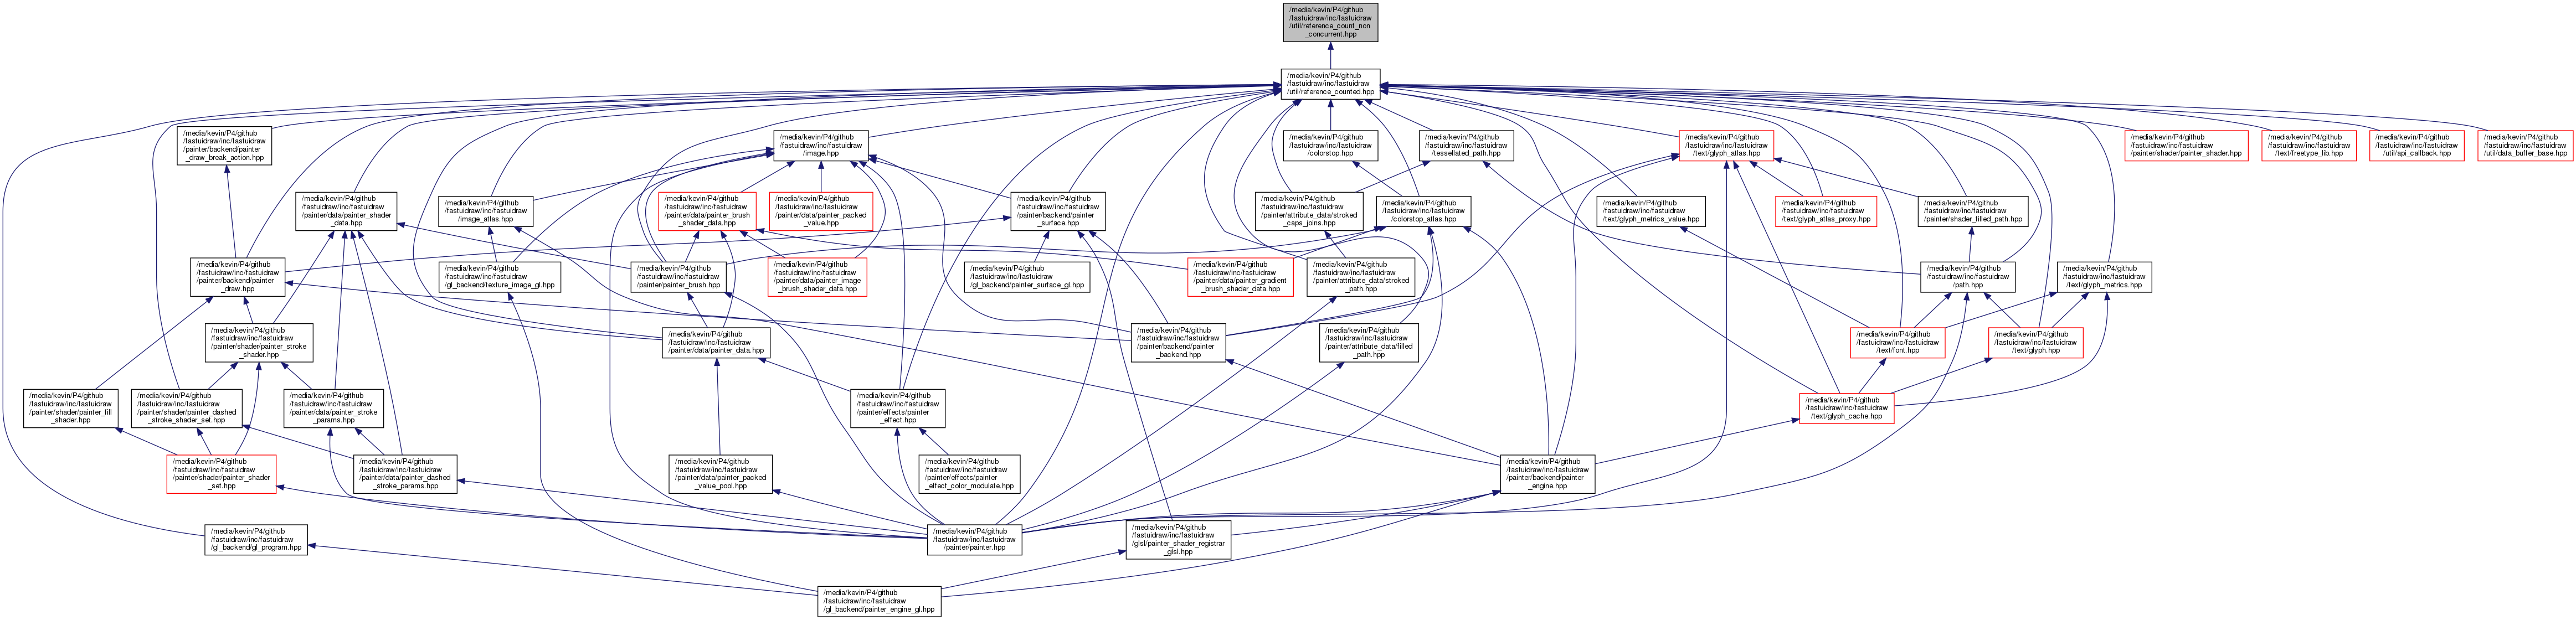 /media/kevin/P4/github
/fastuidraw/inc/fastuidraw
/util/reference_count_non
_concurrent.hpp
/media/kevin/P4/github
/fastuidraw/inc/fastuidraw
/util/reference_counted.hpp
/media/kevin/P4/github
/fastuidraw/inc/fastuidraw
/painter/backend/painter
_draw_break_action.hpp
/media/kevin/P4/github
/fastuidraw/inc/fastuidraw
/image.hpp
/media/kevin/P4/github
/fastuidraw/inc/fastuidraw
/colorstop.hpp
/media/kevin/P4/github
/fastuidraw/inc/fastuidraw
/tessellated_path.hpp
/media/kevin/P4/github
/fastuidraw/inc/fastuidraw
/text/glyph_atlas.hpp
/media/kevin/P4/github
/fastuidraw/inc/fastuidraw
/painter/shader/painter_shader.hpp
/media/kevin/P4/github
/fastuidraw/inc/fastuidraw
/text/freetype_lib.hpp
/media/kevin/P4/github
/fastuidraw/inc/fastuidraw
/util/api_callback.hpp
/media/kevin/P4/github
/fastuidraw/inc/fastuidraw
/util/data_buffer_base.hpp
/media/kevin/P4/github
/fastuidraw/inc/fastuidraw
/painter/data/painter_shader
_data.hpp
/media/kevin/P4/github
/fastuidraw/inc/fastuidraw
/image_atlas.hpp
/media/kevin/P4/github
/fastuidraw/inc/fastuidraw
/painter/data/painter_brush
_shader_data.hpp
/media/kevin/P4/github
/fastuidraw/inc/fastuidraw
/painter/data/painter_packed
_value.hpp
/media/kevin/P4/github
/fastuidraw/inc/fastuidraw
/painter/backend/painter
_surface.hpp
/media/kevin/P4/github
/fastuidraw/inc/fastuidraw
/painter/attribute_data/stroked
_caps_joins.hpp
/media/kevin/P4/github
/fastuidraw/inc/fastuidraw
/colorstop_atlas.hpp
/media/kevin/P4/github
/fastuidraw/inc/fastuidraw
/text/glyph_metrics_value.hpp
/media/kevin/P4/github
/fastuidraw/inc/fastuidraw
/text/glyph_atlas_proxy.hpp
/media/kevin/P4/github
/fastuidraw/inc/fastuidraw
/painter/shader_filled_path.hpp
/media/kevin/P4/github
/fastuidraw/inc/fastuidraw
/painter/backend/painter
_draw.hpp
/media/kevin/P4/github
/fastuidraw/inc/fastuidraw
/gl_backend/texture_image_gl.hpp
/media/kevin/P4/github
/fastuidraw/inc/fastuidraw
/painter/painter_brush.hpp
/media/kevin/P4/github
/fastuidraw/inc/fastuidraw
/painter/data/painter_image
_brush_shader_data.hpp
/media/kevin/P4/github
/fastuidraw/inc/fastuidraw
/gl_backend/painter_surface_gl.hpp
/media/kevin/P4/github
/fastuidraw/inc/fastuidraw
/painter/data/painter_gradient
_brush_shader_data.hpp
/media/kevin/P4/github
/fastuidraw/inc/fastuidraw
/painter/attribute_data/stroked
_path.hpp
/media/kevin/P4/github
/fastuidraw/inc/fastuidraw
/path.hpp
/media/kevin/P4/github
/fastuidraw/inc/fastuidraw
/text/glyph_metrics.hpp
/media/kevin/P4/github
/fastuidraw/inc/fastuidraw
/painter/shader/painter_stroke
_shader.hpp
/media/kevin/P4/github
/fastuidraw/inc/fastuidraw
/painter/data/painter_data.hpp
/media/kevin/P4/github
/fastuidraw/inc/fastuidraw
/painter/backend/painter
_backend.hpp
/media/kevin/P4/github
/fastuidraw/inc/fastuidraw
/painter/attribute_data/filled
_path.hpp
/media/kevin/P4/github
/fastuidraw/inc/fastuidraw
/text/font.hpp
/media/kevin/P4/github
/fastuidraw/inc/fastuidraw
/text/glyph.hpp
/media/kevin/P4/github
/fastuidraw/inc/fastuidraw
/painter/shader/painter_fill
_shader.hpp
/media/kevin/P4/github
/fastuidraw/inc/fastuidraw
/painter/shader/painter_dashed
_stroke_shader_set.hpp
/media/kevin/P4/github
/fastuidraw/inc/fastuidraw
/painter/data/painter_stroke
_params.hpp
/media/kevin/P4/github
/fastuidraw/inc/fastuidraw
/painter/effects/painter
_effect.hpp
/media/kevin/P4/github
/fastuidraw/inc/fastuidraw
/text/glyph_cache.hpp
/media/kevin/P4/github
/fastuidraw/inc/fastuidraw
/painter/shader/painter_shader
_set.hpp
/media/kevin/P4/github
/fastuidraw/inc/fastuidraw
/painter/data/painter_dashed
_stroke_params.hpp
/media/kevin/P4/github
/fastuidraw/inc/fastuidraw
/painter/data/painter_packed
_value_pool.hpp
/media/kevin/P4/github
/fastuidraw/inc/fastuidraw
/painter/effects/painter
_effect_color_modulate.hpp
/media/kevin/P4/github
/fastuidraw/inc/fastuidraw
/painter/backend/painter
_engine.hpp
/media/kevin/P4/github
/fastuidraw/inc/fastuidraw
/gl_backend/gl_program.hpp
/media/kevin/P4/github
/fastuidraw/inc/fastuidraw
/painter/painter.hpp
/media/kevin/P4/github
/fastuidraw/inc/fastuidraw
/glsl/painter_shader_registrar
_glsl.hpp
/media/kevin/P4/github
/fastuidraw/inc/fastuidraw
/gl_backend/painter_engine_gl.hpp